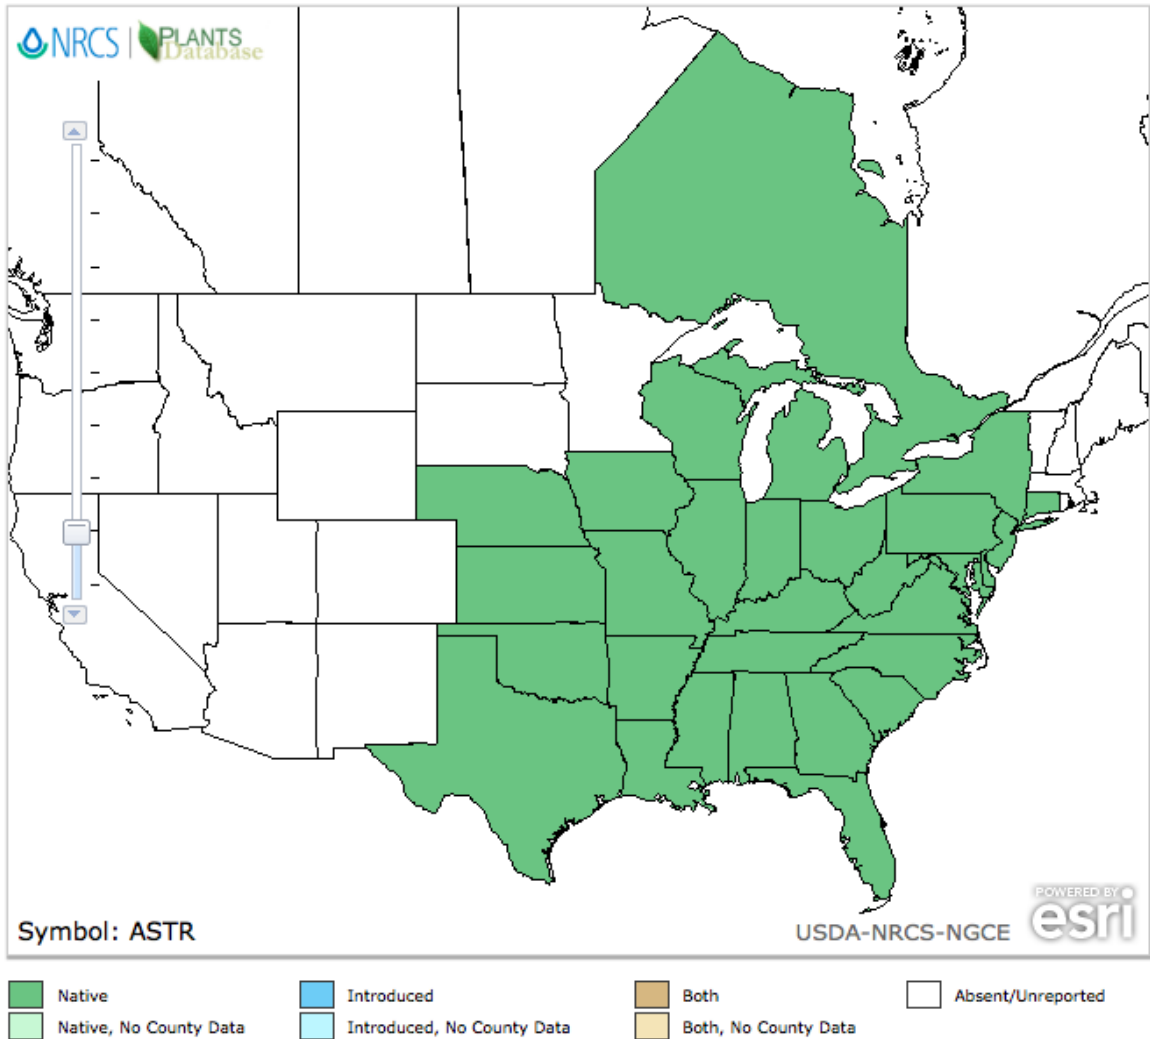 NRCS | PLANTS
Database
Symbol: ASTR
USDA-NRCS-NGCE
POWERED BY
esri
Native
Introduced
Both
Absent/Unreported
Native, No County Data
Introduced, No County Data
Both, No County Data